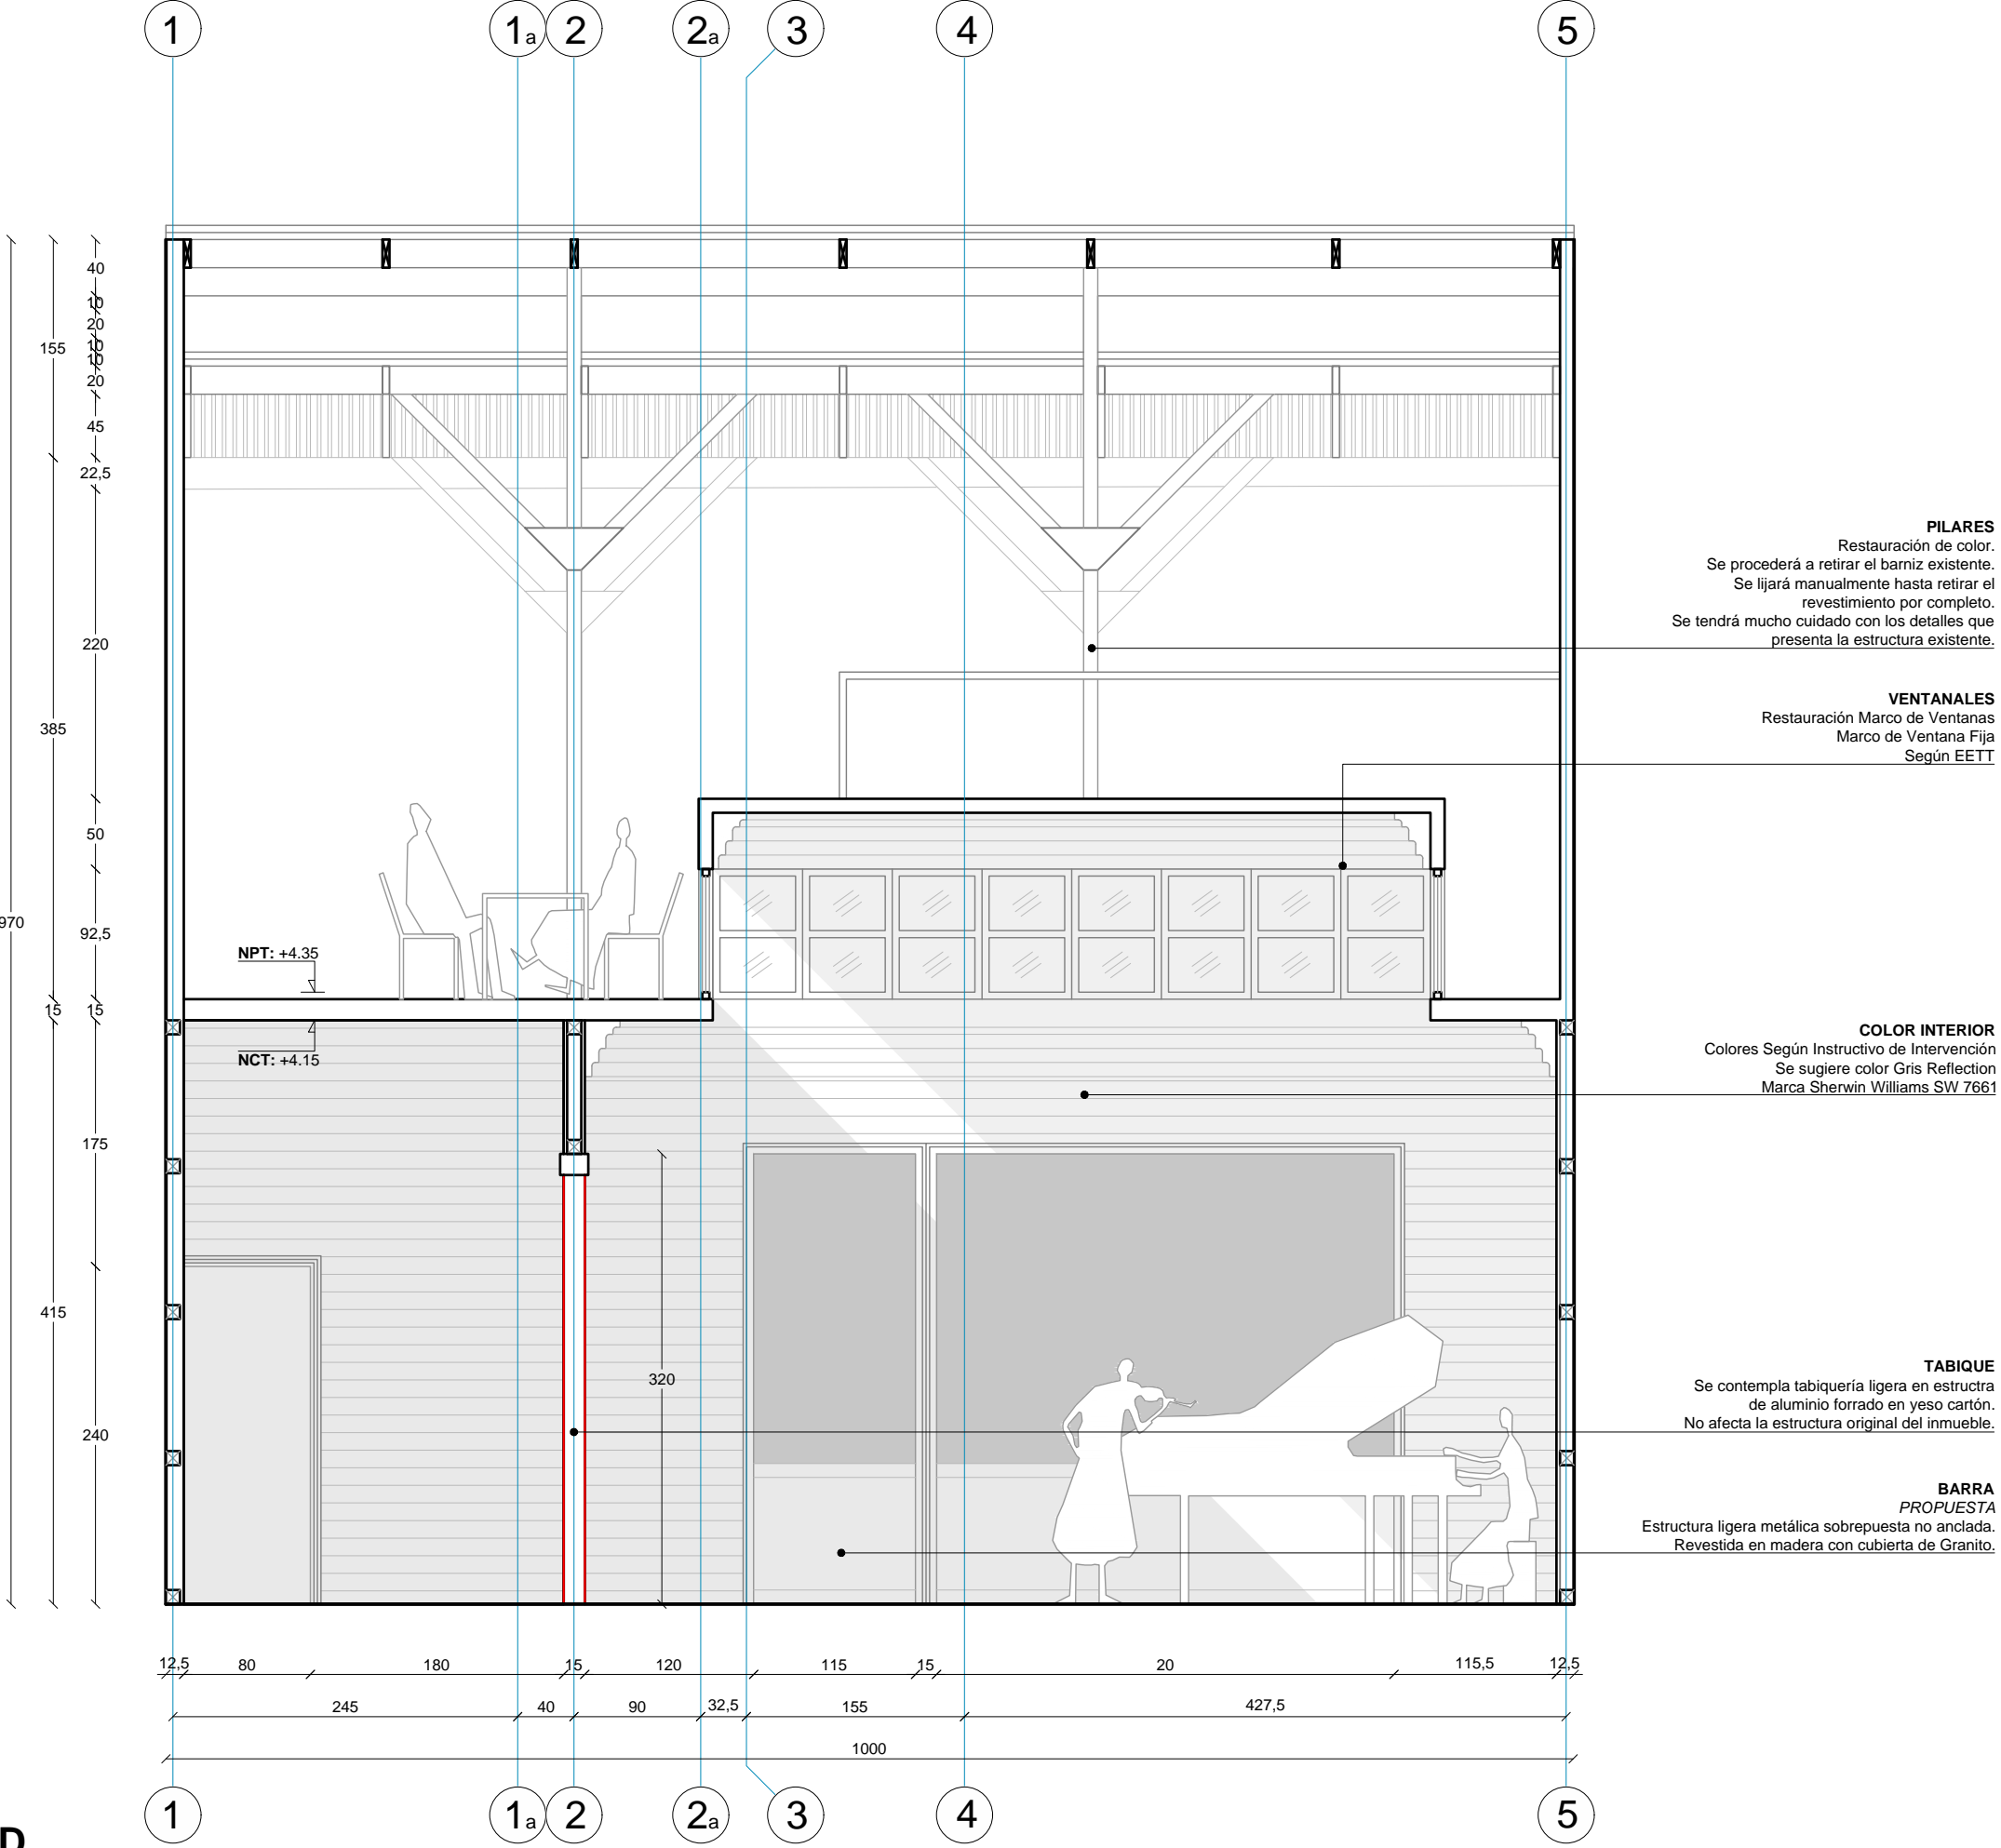 1 1a 2 2a 3 4 5
40
10
20
10
10
20
45
22,5
220
50
92,5
15
175
240
155
385
15
415
970
PILARES
Restauración de color.
Se procederá a retirar el barniz existente.
Se lijará manualmente hasta retirar el
revestimiento por completo.
Se tendrá mucho cuidado con los detalles que
presenta la estructura existente.
VENTANALES
Restauración Marco de Ventanas
Marco de Ventana Fija
Según EETT
NPT: +4.35
NCT: +4.15
COLOR INTERIOR
Colores Según Instructivo de Intervención
Se sugiere color Gris Reflection
Marca Sherwin Williams SW 7661
320
TABIQUE
Se contempla tabiquería ligera en estructra
de aluminio forrado en yeso cartón.
No afecta la estructura original del inmueble.
BARRA
PROPUESTA
Estructura ligera metálica sobrepuesta no anclada.
Revestida en madera con cubierta de Granito.
12,5 80 180 15 120 115 15 20 115,5 12,5
245 40 90 32,5 155 427,5
1000
1 1a 2 2a 3 4 5
D